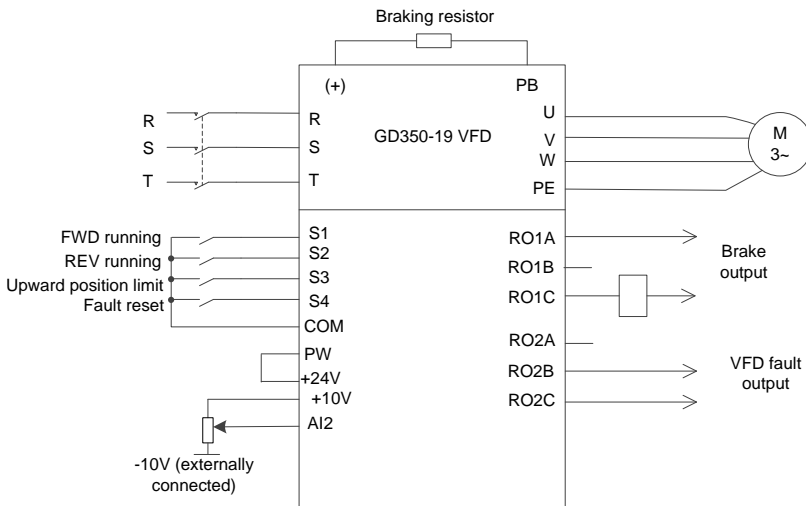 Braking resistor
(+)
PB
GD350-19 VFD
R
S
T
R
S
T
U
V
W
PE
M
3~
FWD running
REV running
Upward position limit
Fault reset
S1
S2
S3
S4
COM
PW
+24V
+10V
AI2
-10V (externally
connected)
RO1A
RO1B
RO1C
RO2A
RO2B
RO2C
Brake
output
VFD fault
output